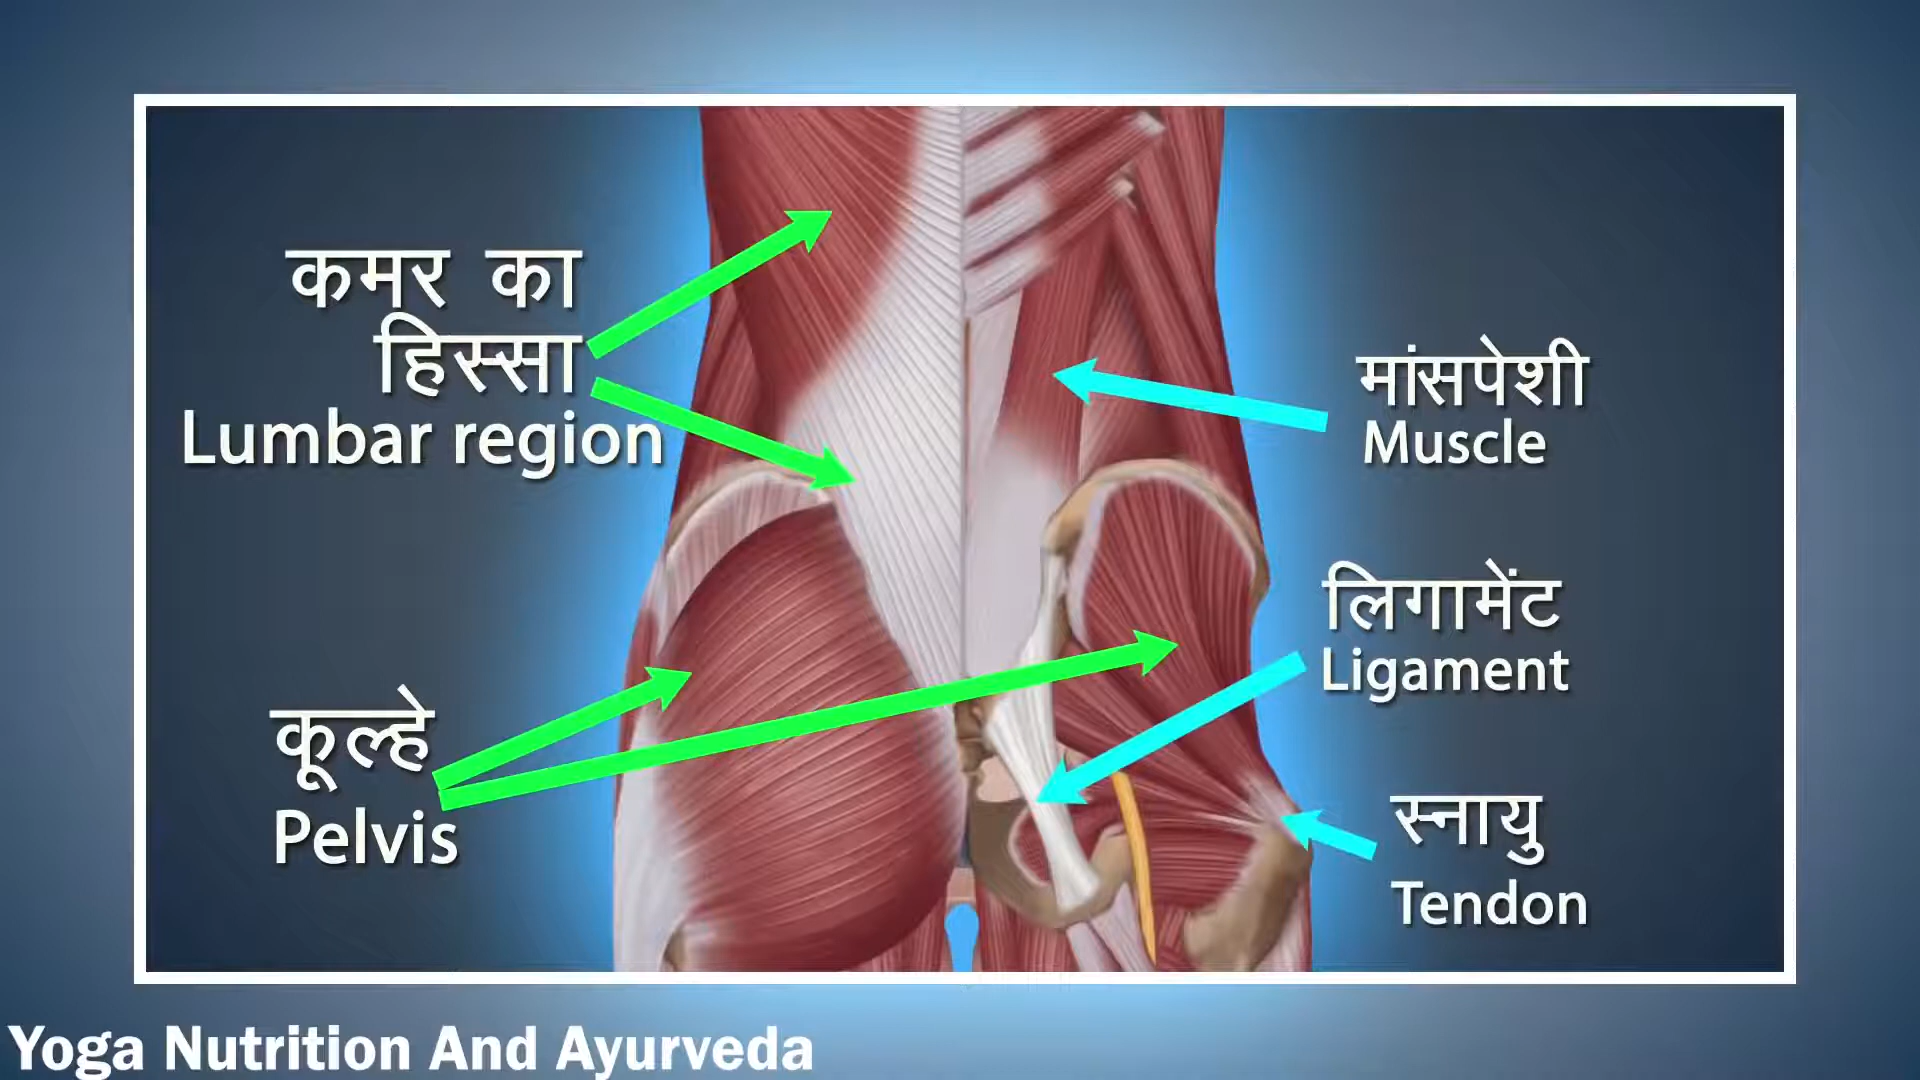 कमर का
हिस्सा
Lumbar region
कूल्हे
Pelvis
मांसपेशी
Muscle
लिगामेंट
Ligament
स्नायु
Tendon
Yoga Nutrition And Ayurveda